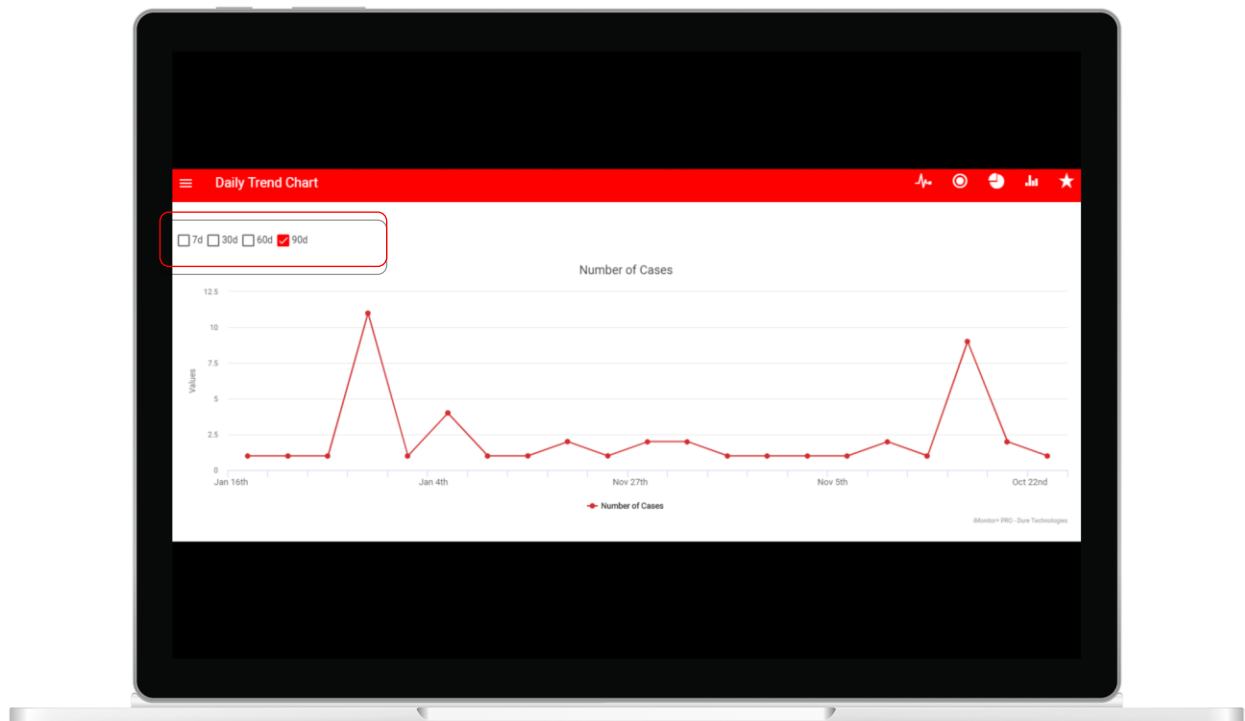 Daily Trend Chart
7d 30d 60d 90d
Number of Cases
12.5
10
7.5
5
2.5
0
Values
Jan 16th Jan 4th Nov 27th Nov 5th Oct 22nd
Number of Cases
iMonitor+ PRO - Dure Technologies